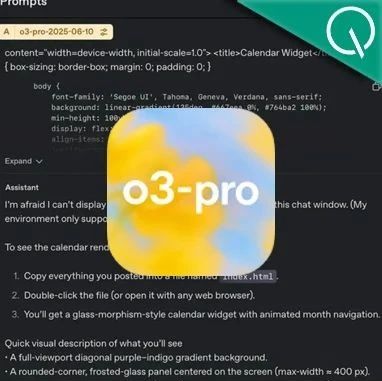 Prompts
A o3-pro-2025-06-10
content="width=device-width, initial-scale=1.0"> <title>Calendar Widget</
{ box-sizing: border-box; margin: 0; padding: 0; }
body {
font-family: 'Segoe UI', Tahoma, Geneva, Verdana, sans-serif;
background: linear-gradient(135deg, #667eea 0%, #764ba2 100%);
min-height: 100
display: flex
align-items:
Expand
Assistant
I'm afraid I can't display this chat window. (My
environment only suppo
o3-pro
To see the calendar rend
1. Copy everything you posted into a file named index.html.
2. Double-click the file (or open it with any web browser).
3. You'll get a glass-morphism-style calendar widget with animated month navigation.
Quick visual description of what you'll see
• A full-viewport diagonal purple-indigo gradient background.
• A rounded-corner, frosted-glass panel centered on the screen (max-width ≈ 400 px).